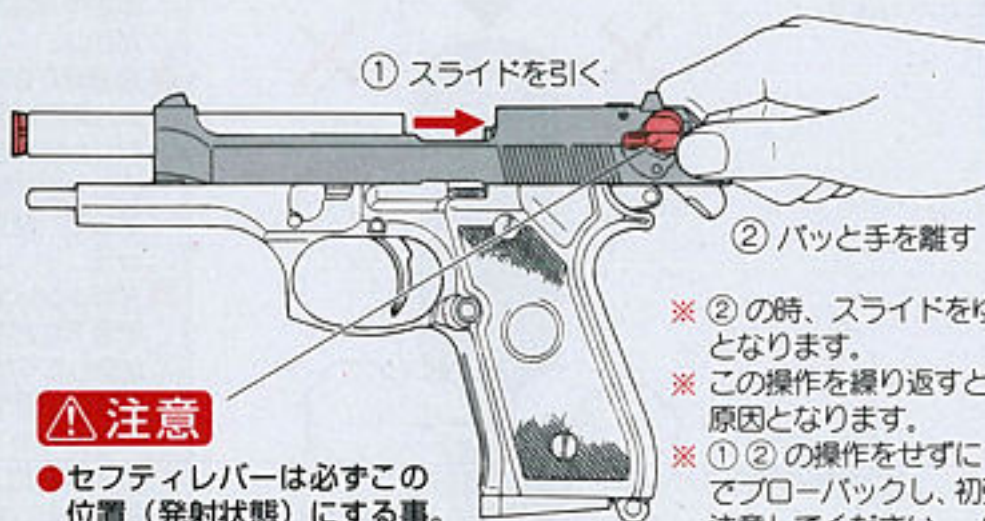 ① スライドを引く
② パッと手を離す
⚠注意
●セフティレバーは必ずこの
位置（発射状態）にする事。
※ ② の時、スライドを
となります。
※ この操作を繰り返すと
原因となります。
※ ① ② の操作をせずに
でブローバックし、初